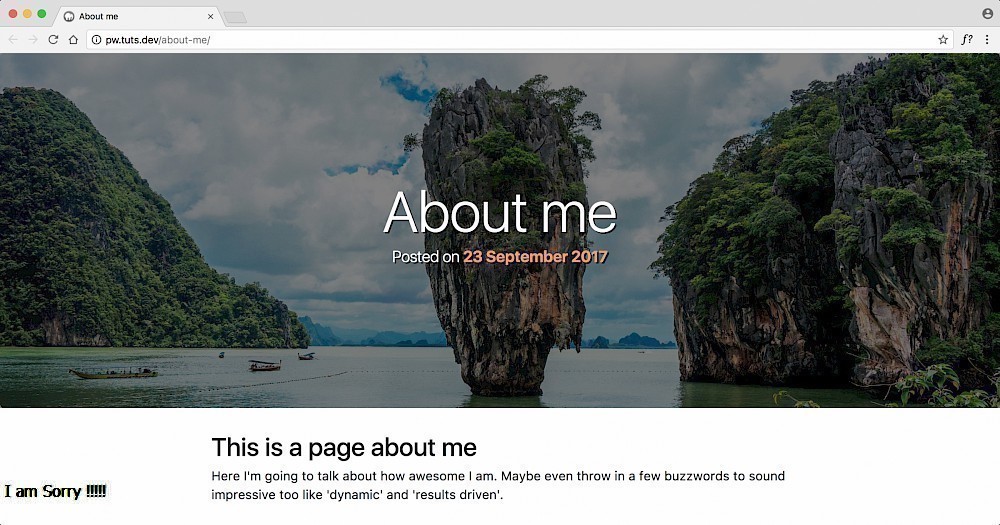 About me
pw.tuts.dev/about-me/
f?
About me
Posted on 23 September 2017
This is a page about me
Here I'm going to talk about how awesome I am. Maybe even throw in a few buzzwords to sound
impressive too like 'dynamic' and 'results driven'.
I am Sorry !!!!!